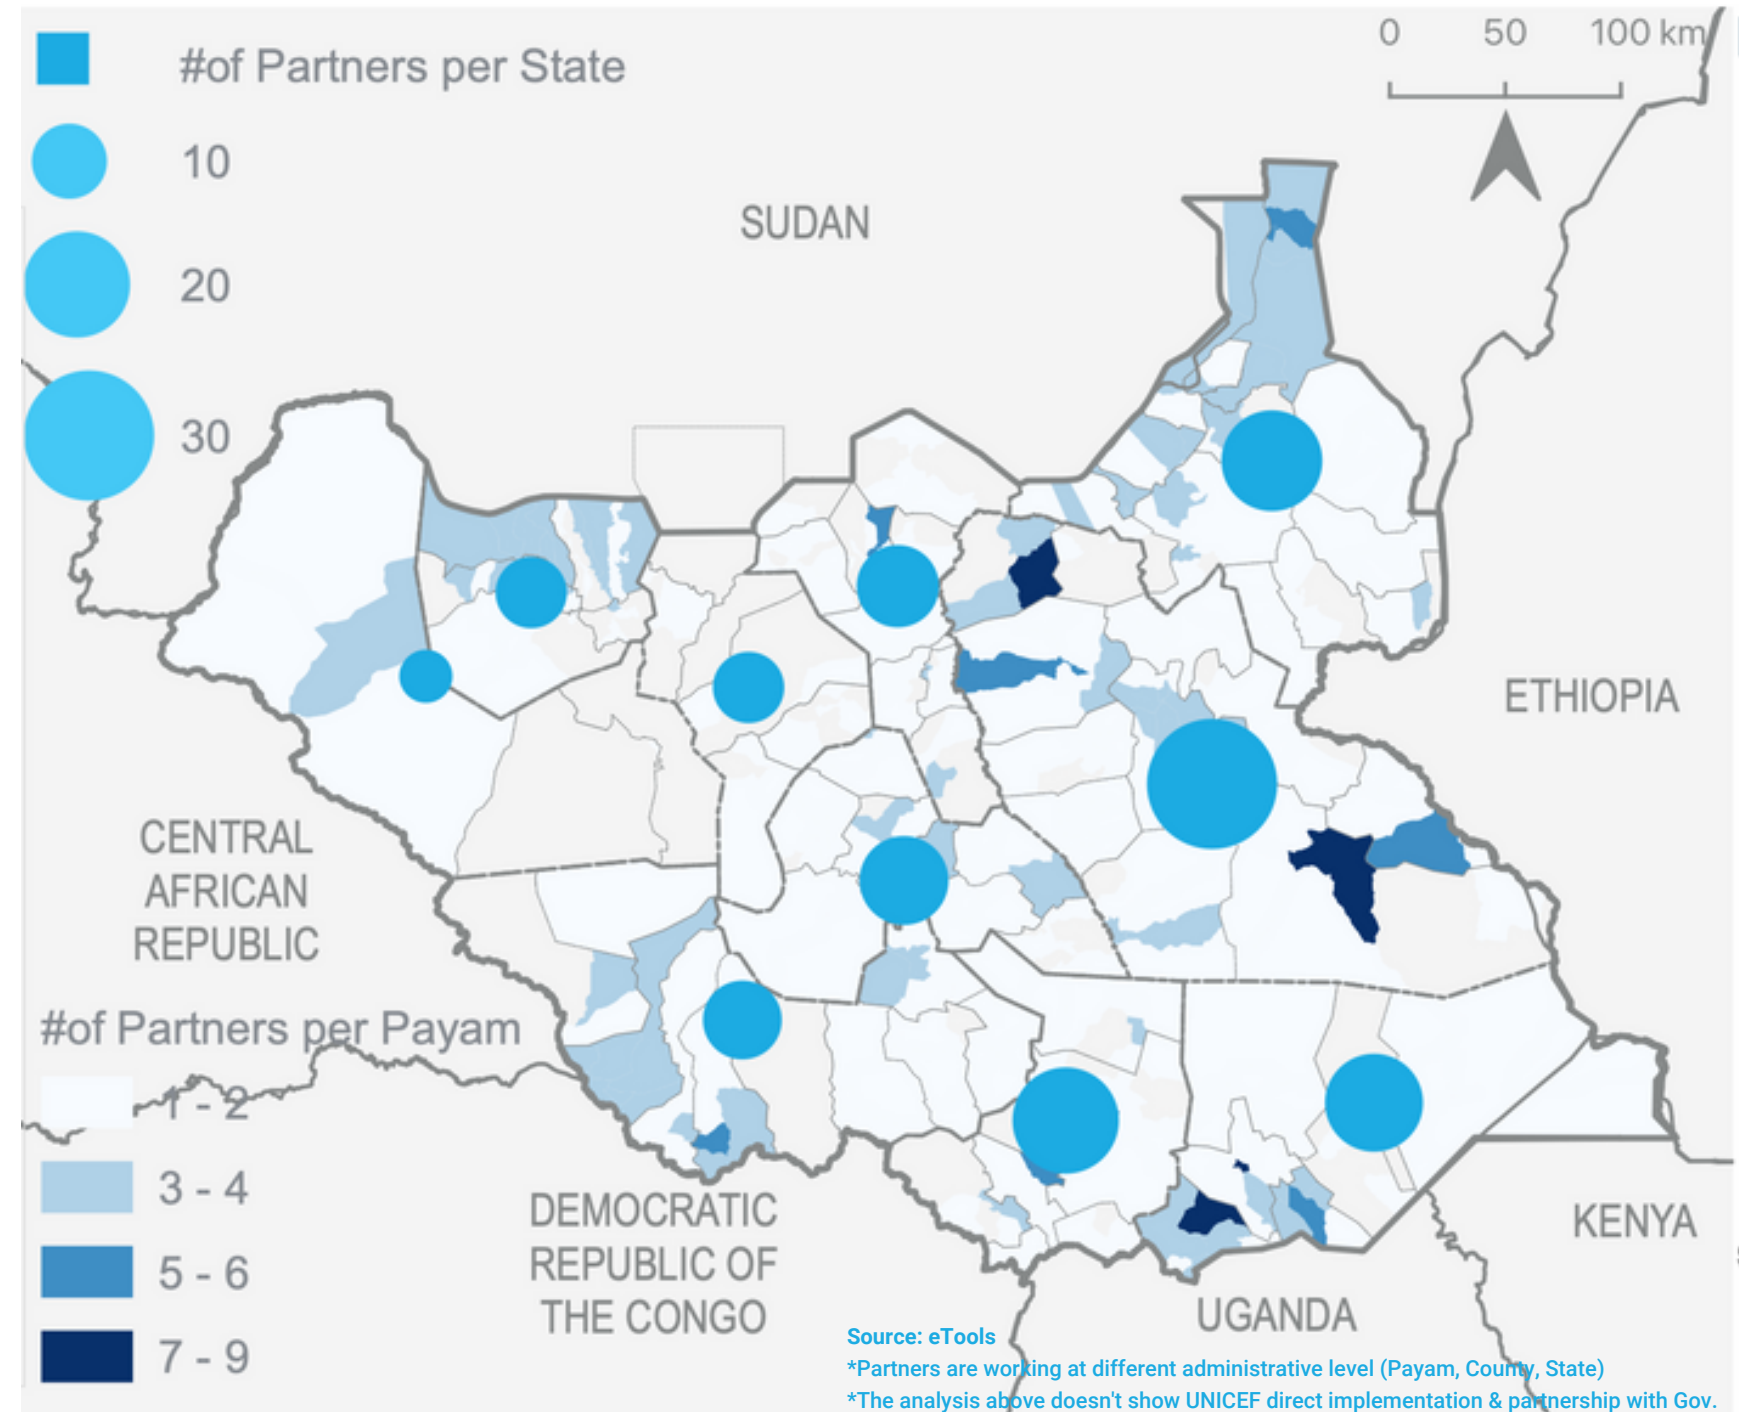 #of Partners per State
10
20
30
0 50 100 km
SUDAN
ETHIOPIA
CENTRAL
AFRICAN
REPUBLIC
#of Partners per Payam
1 - 2
3 - 4
5 - 6
7 - 9
DEMOCRATIC
REPUBLIC OF
THE CONGO
KENYA
UGANDA
Source: eTools
*Partners are working at different administrative level (Payam, County, State)
*The analysis above doesn't show UNICEF direct implementation & partnership with Gov.